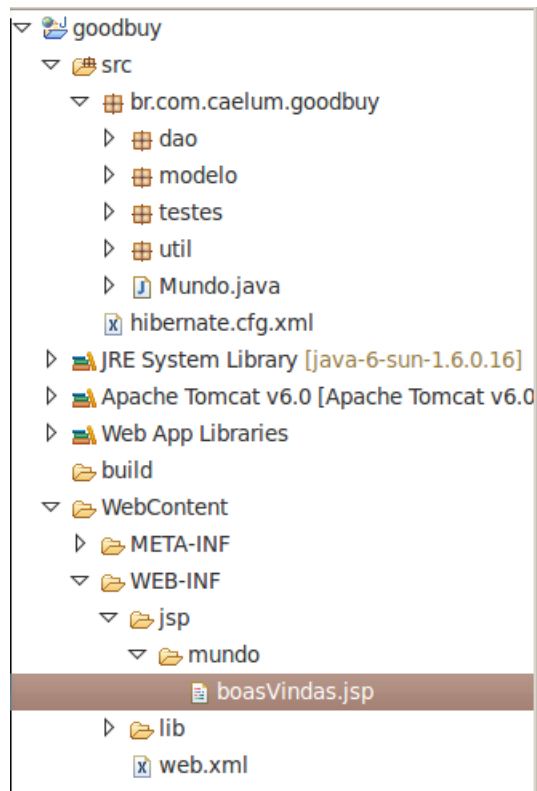 goodbuy
src
br.com.caelum.goodbuy
dao
modelo
testes
util
Mundo.java
hibernate.cfg.xml
JRE System Library [java-6-sun-1.6.0.16]
Apache Tomcat v6.0 [Apache Tomcat v6.0
Web App Libraries
build
WebContent
META-INF
WEB-INF
jsp
mundo
boasVindas.jsp
lib
web.xml